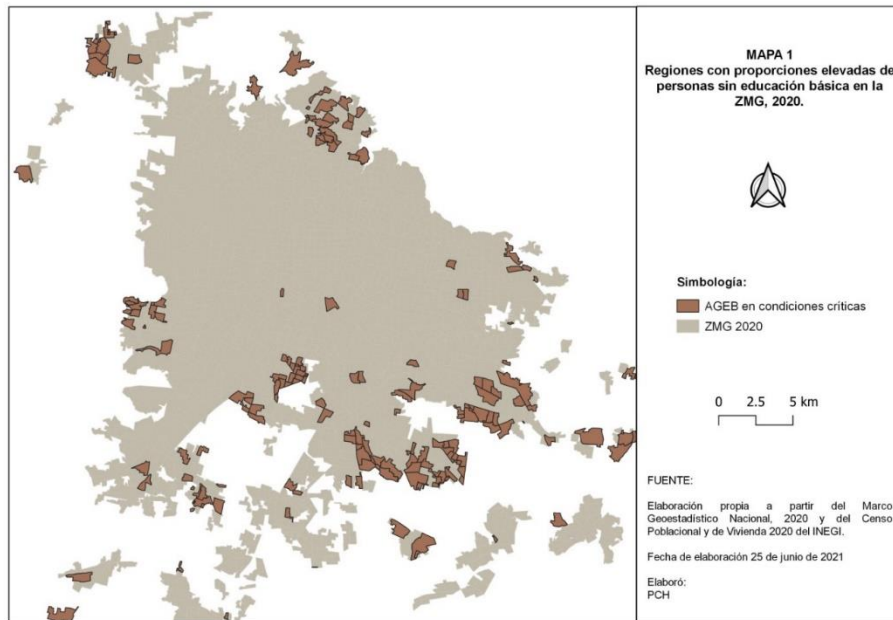 MAPA 1
Regiones con proporciones elevadas de
personas sin educación básica en la
ZMG, 2020.
Simbología:
AGEB en condiciones críticas
ZMG 2020
0 2.5 5 km
FUENTE:
Elaboración propia a partir del Marco
Geoestadístico Nacional, 2020 y del Censo
Poblacional y de Vivienda 2020 del INEGI.
Fecha de elaboración 25 de junio de 2021
Elaboró:
PCH